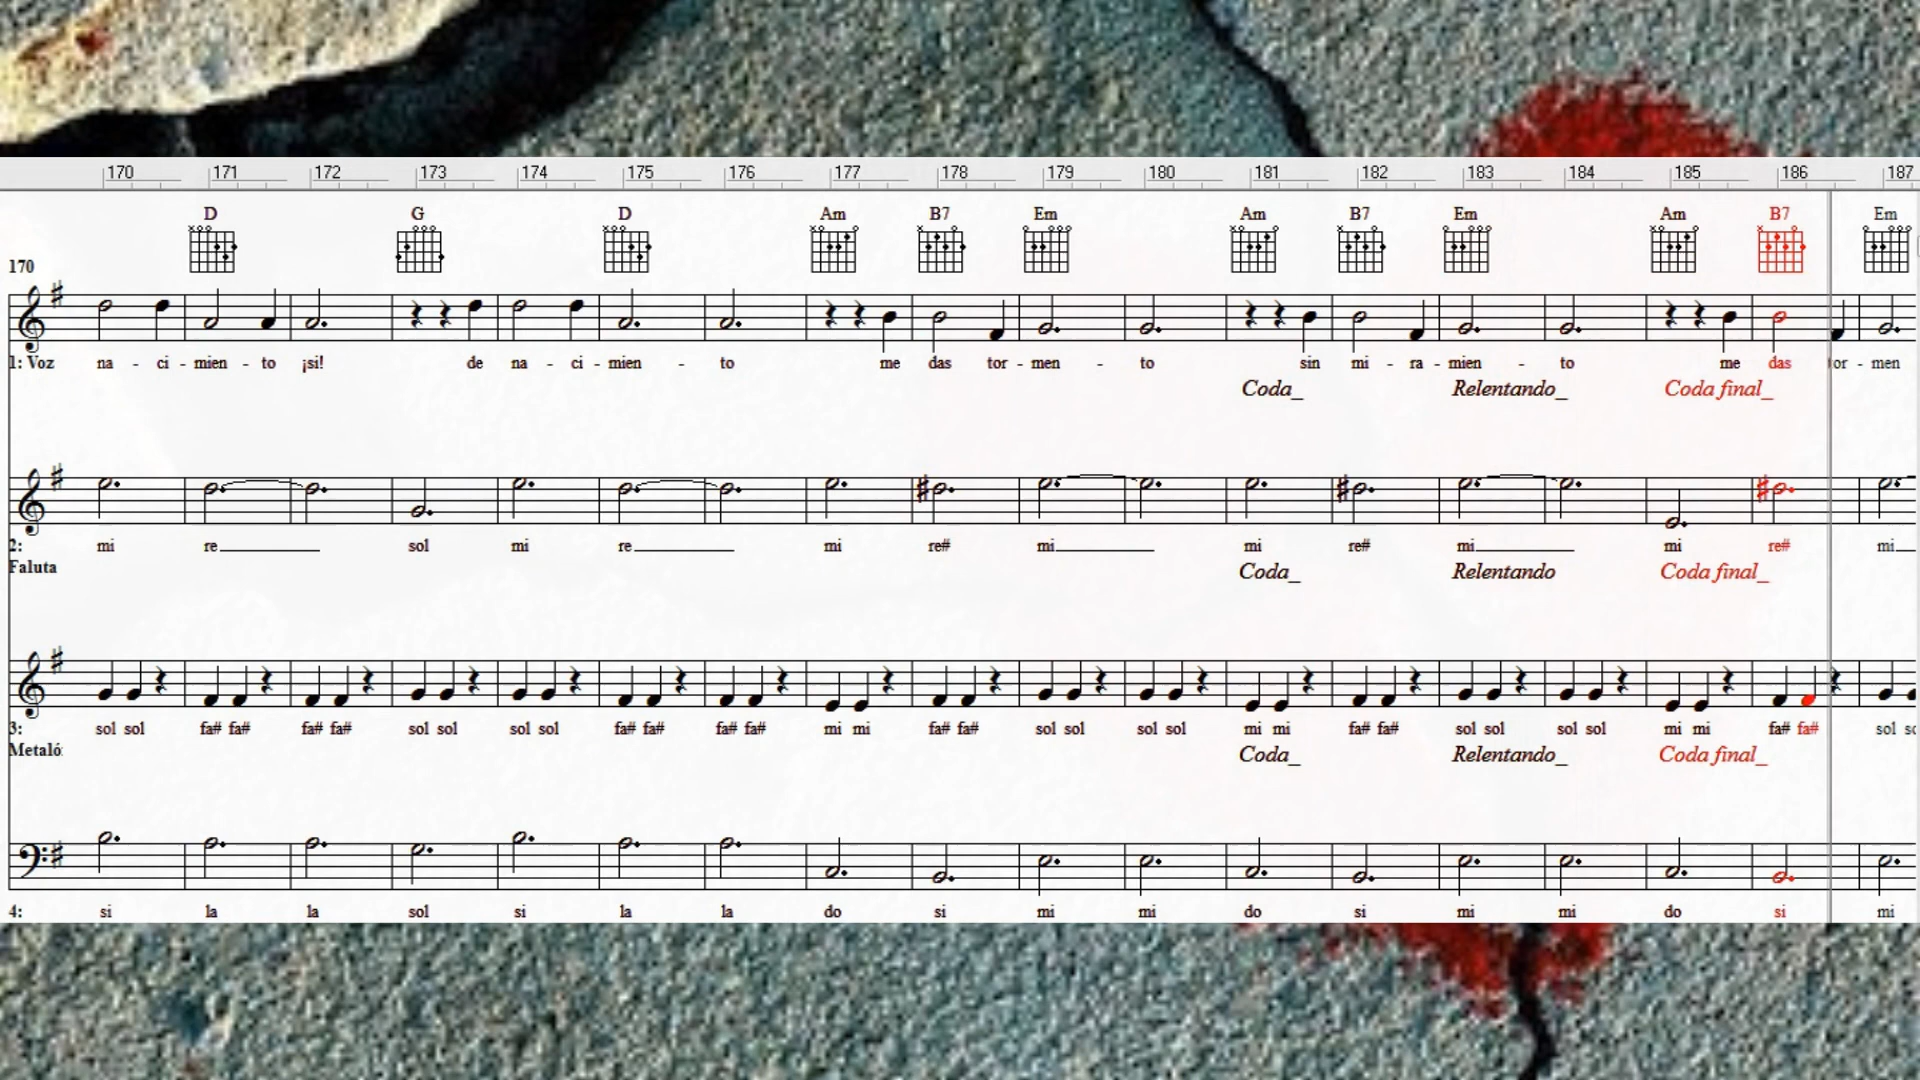 170 171 172 173 174 175 176 177 178 179 180 181 182 183 184 185 186 187
D G D Am B7 Em Am B7 Em Am B7 Em
170
1: Voz na - ci - mien - to ¡si! de na - ci - mien - to me das tor - men - to sin mi - ra - mien - to me das tor - men
Coda_ Relentando_ Coda final_
2: mi re sol mi re mi re# mi mi re# mi mi re# mi
Faluta Coda_ Relentando Coda final_
3: sol sol fa# fa# fa# fa# sol sol sol sol fa# fa# fa# fa# mi mi fa# fa# sol sol sol sol mi mi fa# fa# sol sol sol sol mi mi fa# fa# sol so
Metaló Coda_ Relentando_ Coda final_
4: si la la sol si la la do si mi mi do si mi mi do si mi